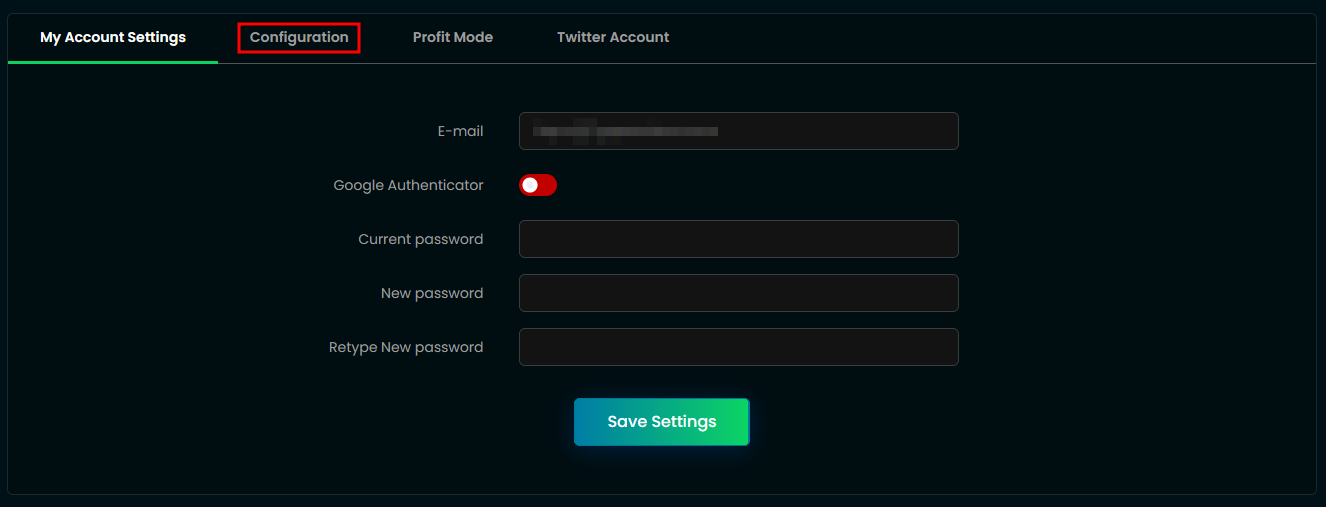 My Account Settings Configuration Profit Mode Twitter Account
E-mail
Google Authenticator
Current password
New password
Retype New password
Save Settings